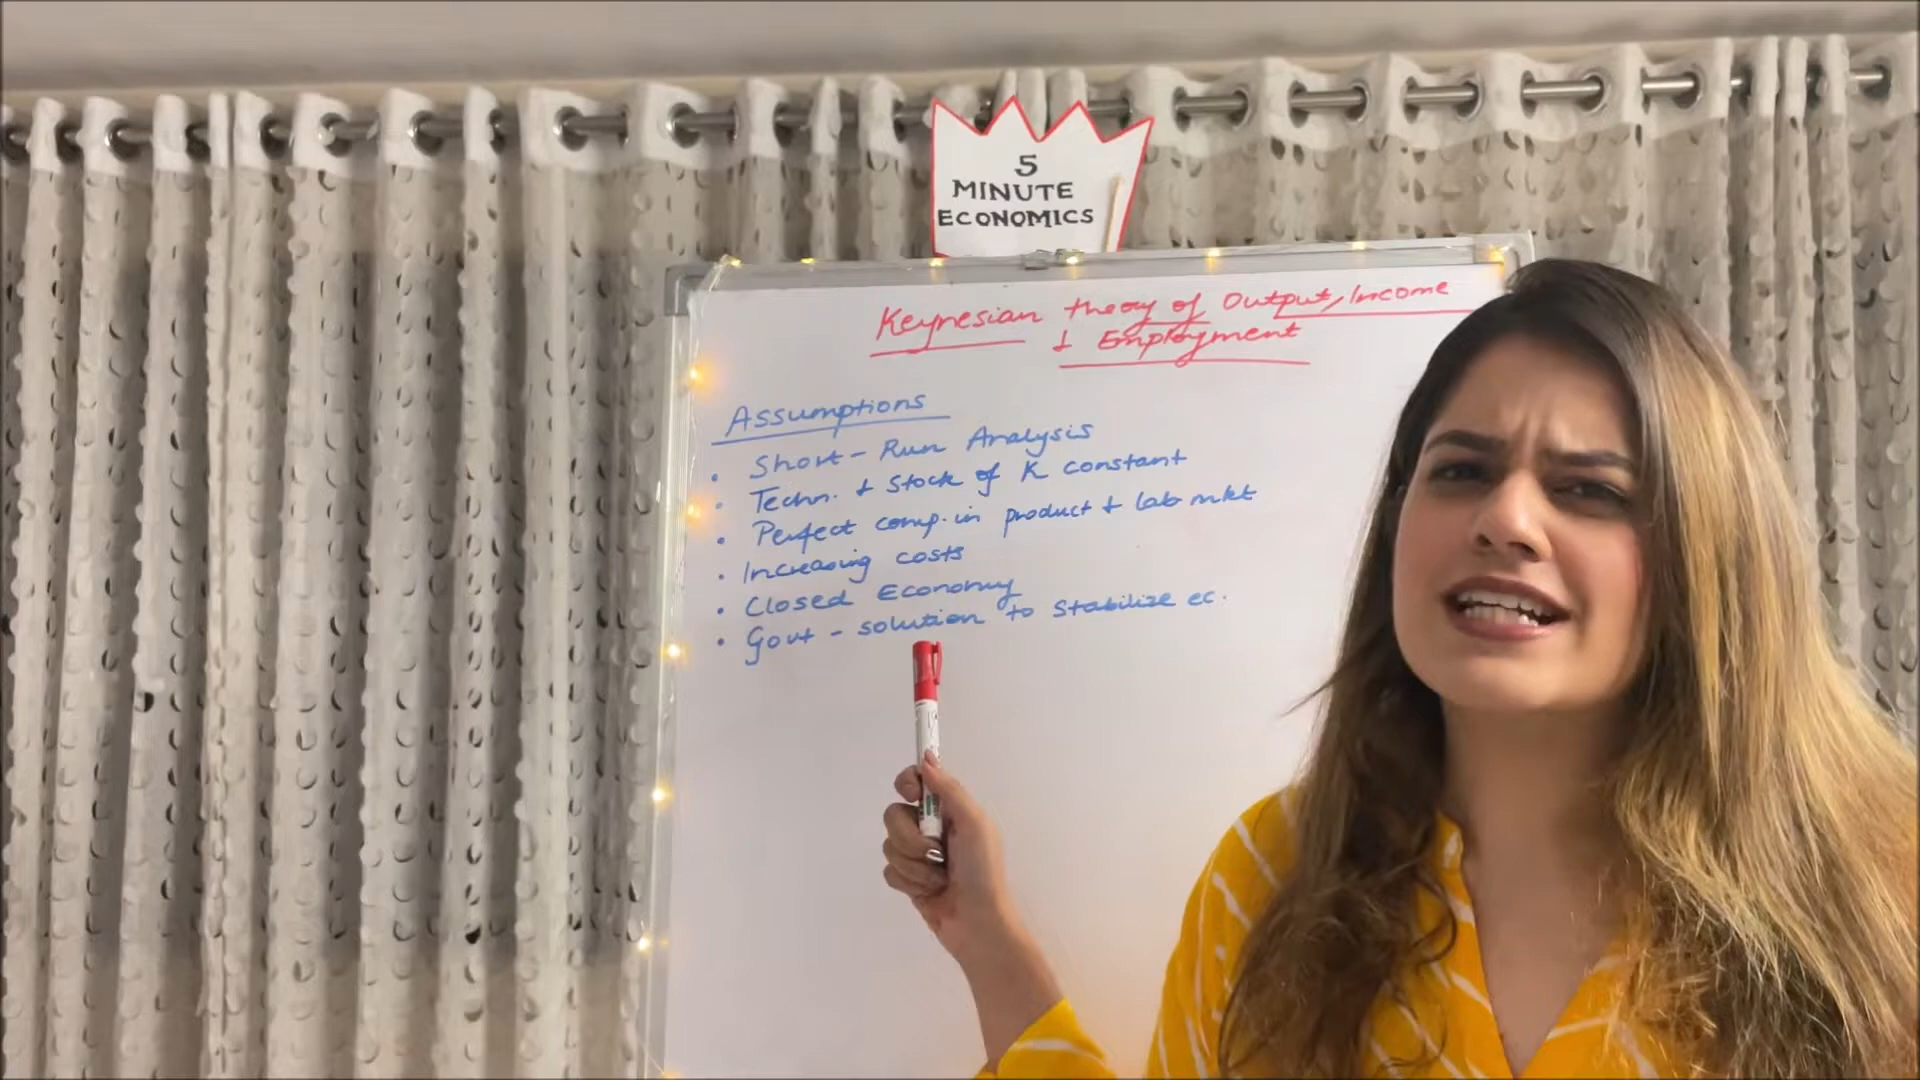 5
MINUTE
ECONOMICS
Keynesian theory of Output, Income
& Employment
Assumptions
• Short-Run Analysis
• Techn. & Stock of K constant
• Perfect comp. in product & lab mkt
• Increasing costs
• Closed Economy
• Govt - solution to stabilize ec.